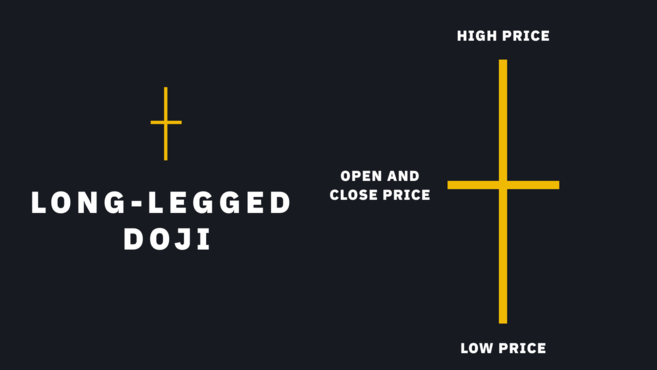 LONG-LEGGED
DOJI
HIGH PRICE
OPEN AND
CLOSE PRICE
LOW PRICE